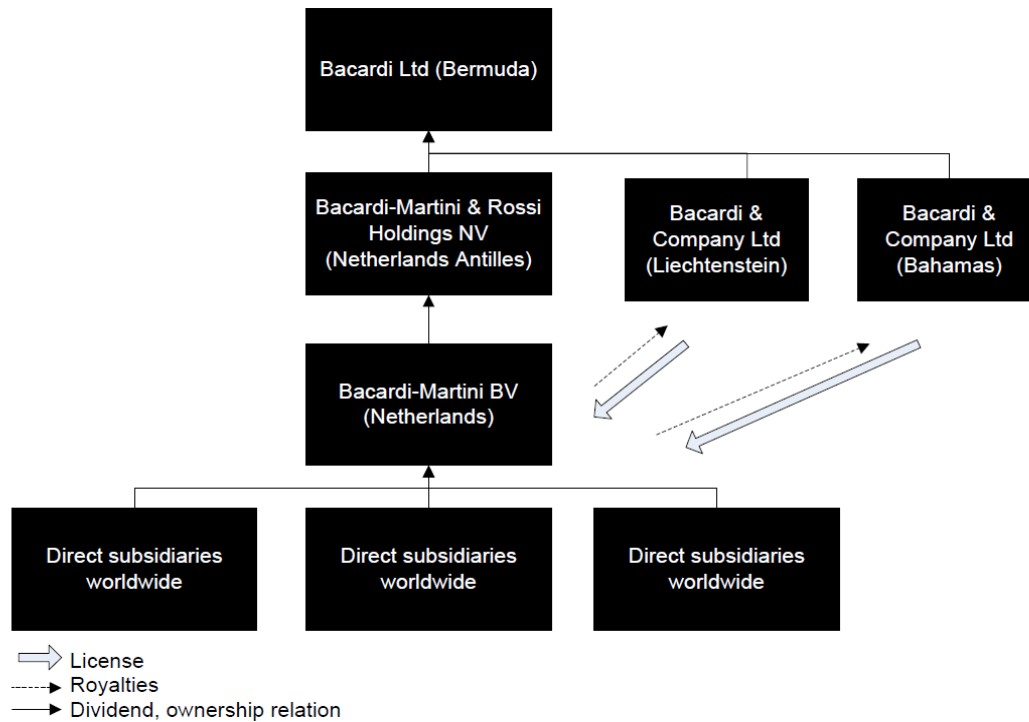 Bacardi Ltd (Bermuda)
Bacardi-Martini & Rossi
Holdings NV
(Netherlands Antilles)
Bacardi &
Company Ltd
(Liechtenstein)
Bacardi &
Company Ltd
(Bahamas)
Bacardi-Martini BV
(Netherlands)
Direct subsidiaries
worldwide
Direct subsidiaries
worldwide
Direct subsidiaries
worldwide
License
Royalties
Dividend, ownership relation